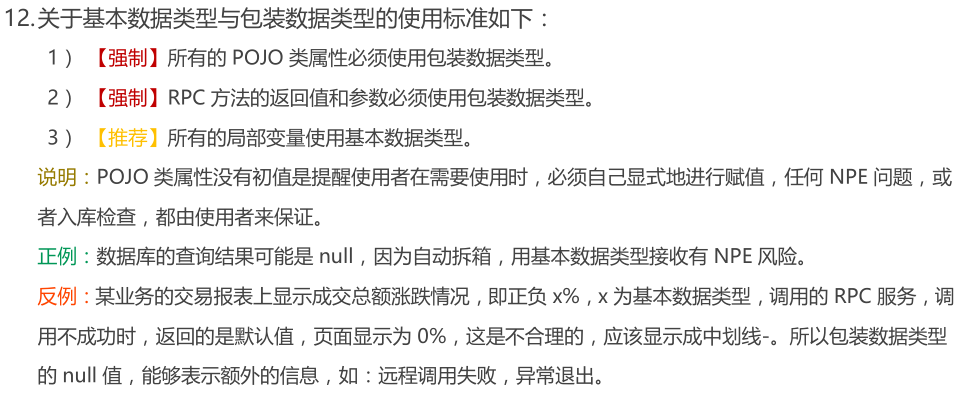 12.关于基本数据类型与包装数据类型的使用标准如下：
1）【强制】所有的 POJO 类属性必须使用包装数据类型。
2）【强制】RPC 方法的返回值和参数必须使用包装数据类型。
3）【推荐】所有的局部变量使用基本数据类型。
说明：POJO 类属性没有初值是提醒使用者在需要使用时，必须自己显式地进行赋值，任何 NPE 问题，或
者入库检查，都由使用者来保证。
正例：数据库的查询结果可能是 null，因为自动拆箱，用基本数据类型接收有 NPE 风险。
反例：某业务的交易报表上显示成交总额涨跌情况，即正负 x%，x 为基本数据类型，调用的 RPC 服务，调
用不成功时，返回的是默认值，页面显示为 0%，这是不合理的，应该显示成中划线-。所以包装数据类型
的 null 值，能够表示额外的信息，如：远程调用失败，异常退出。